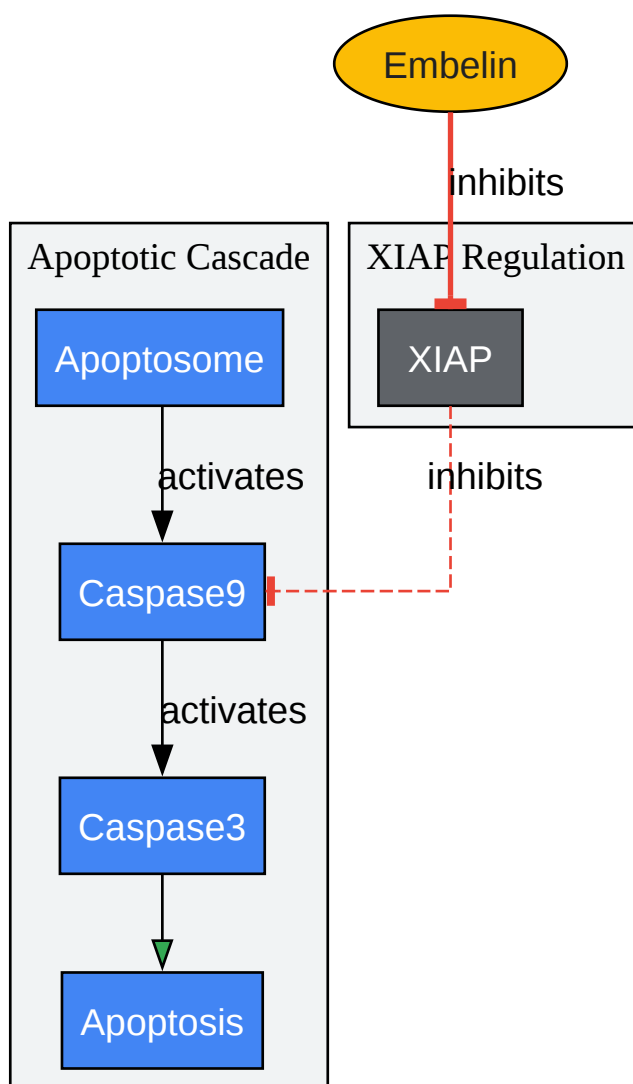 Embelin
inhibits
Apoptotic Cascade
XIAP Regulation
Apoptosome
XIAP
activates
inhibits
Caspase9
activates
Caspase3
Apoptosis